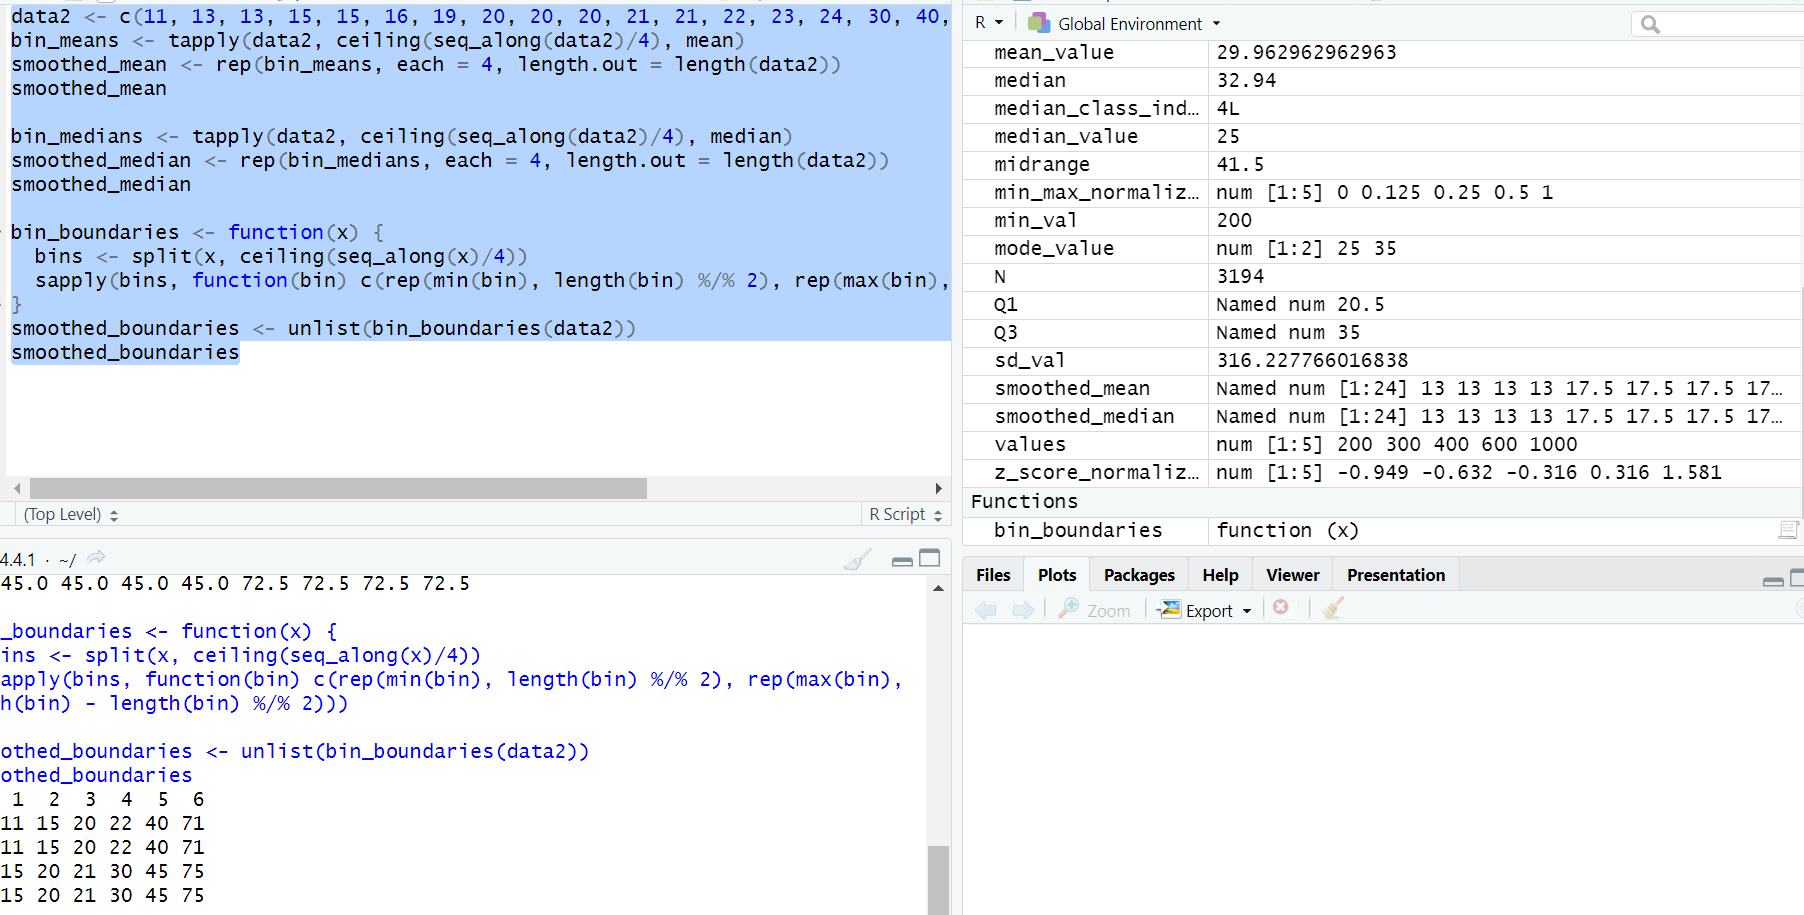 data2 <- c(11, 13, 13, 15, 15, 16, 19, 20, 20, 20, 21, 21, 22, 23, 24, 30, 40,
bin_means <- tapply(data2, ceiling(seq_along(data2)/4), mean)
smoothed_mean <- rep(bin_means, each = 4, length.out = length(data2))
smoothed_mean
bin_medians <- tapply(data2, ceiling(seq_along(data2)/4), median)
smoothed_median <- rep(bin_medians, each = 4, length.out = length(data2))
smoothed_median
bin_boundaries <- function(x) {
bins <- split(x, ceiling(seq_along(x)/4))
sapply(bins, function(bin) c(rep(min(bin), length(bin) %/% 2), rep(max(bin),
}
smoothed_boundaries <- unlist(bin_boundaries(data2))
smoothed_boundaries
(Top Level)
R Script
4.4.1 · ~/
45.0 45.0 45.0 45.0 72.5 72.5 72.5 72.5
_boundaries <- function(x) {
ins <- split(x, ceiling(seq_along(x)/4))
apply(bins, function(bin) c(rep(min(bin), length(bin) %/% 2), rep(max(bin),
h(bin) - length(bin) %/% 2)))
othed_boundaries <- unlist(bin_boundaries(data2))
othed_boundaries
1 2 3 4 5 6
11 15 20 22 40 71
11 15 20 22 40 71
15 20 21 30 45 75
15 20 21 30 45 75
R Global Environment
mean_value 29.962962962963
median 32.94
median_class_ind… 4L
median_value 25
midrange 41.5
min_max_normaliz… num [1:5] 0 0.125 0.25 0.5 1
min_val 200
mode_value num [1:2] 25 35
N 3194
Q1 Named num 20.5
Q3 Named num 35
sd_val 316.227766016838
smoothed_mean Named num [1:24] 13 13 13 13 17.5 17.5 17.5 17…
smoothed_median Named num [1:24] 13 13 13 13 17.5 17.5 17.5 17…
values num [1:5] 200 300 400 600 1000
z_score_normaliz… num [1:5] -0.949 -0.632 -0.316 0.316 1.581
Functions
bin_boundaries function (x)
Files Plots Packages Help Viewer Presentation
Zoom Export